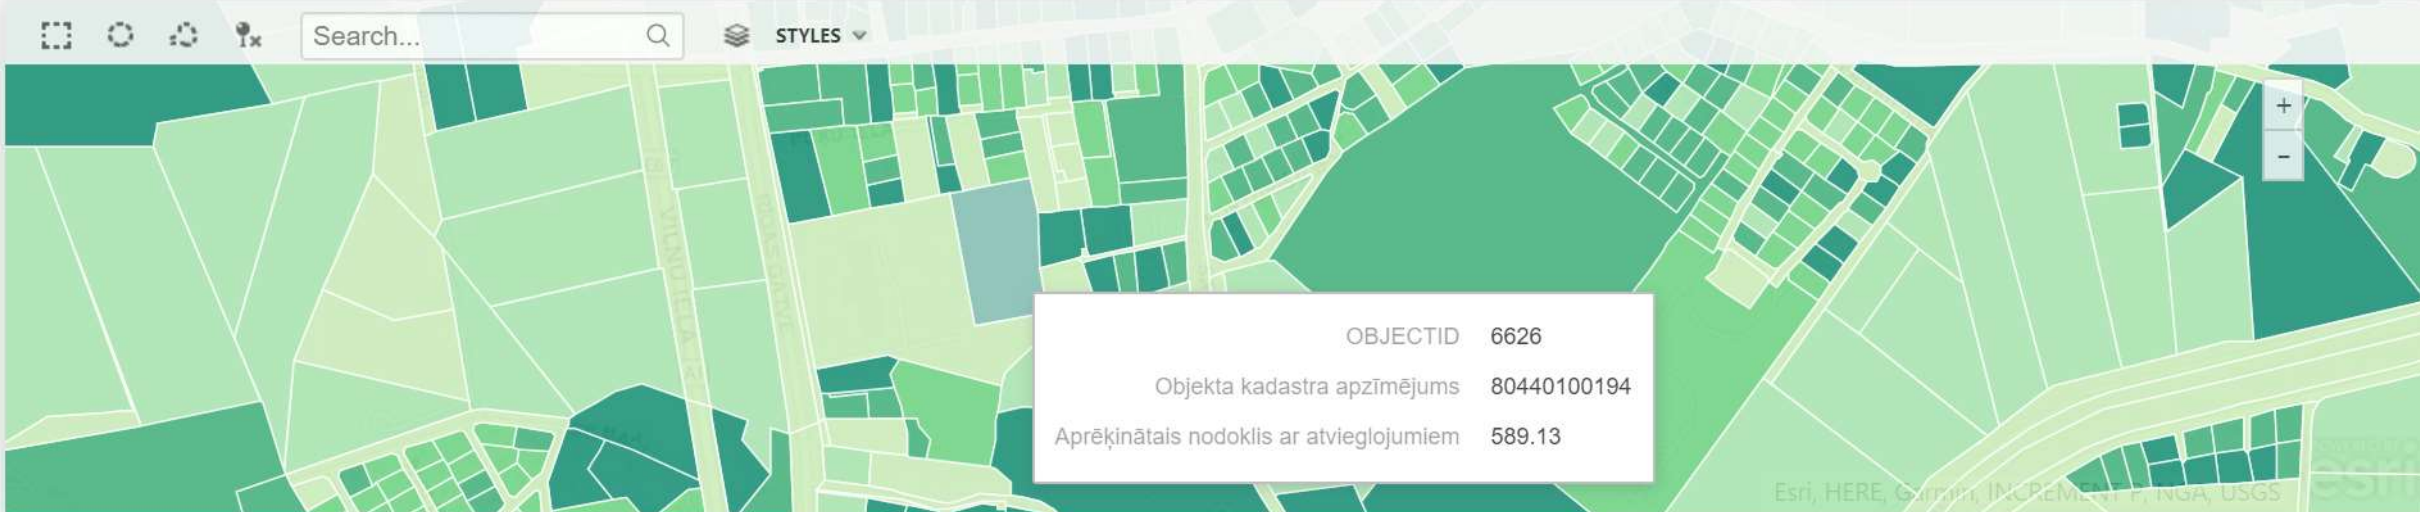 Search...
STYLES
+
-
OBJECTID 6626
Objekta kadastra apzīmējums 80440100194
Aprēķinātais nodoklis ar atvieglojumiem 589.13
Esri, HERE, Garmin, INCREMENT P, NGA, USGS
esri